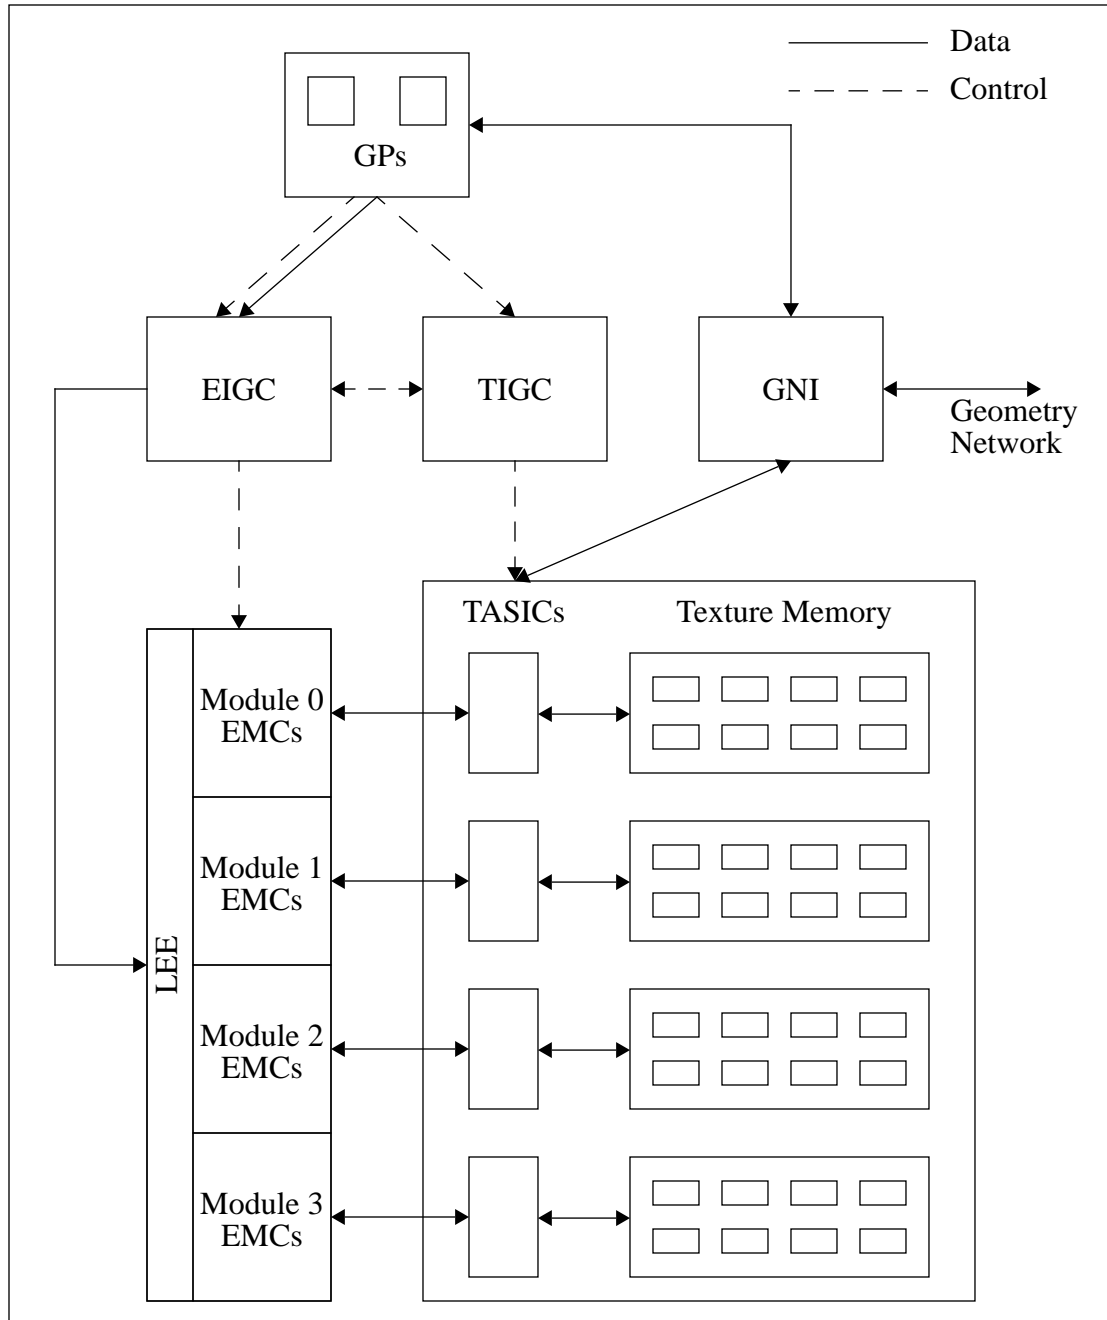 Data
Control
GPs
EIGC
TIGC
GNI
Geometry
Network
TASICs
Texture Memory
LEE
Module 0
EMCs
Module 1
EMCs
Module 2
EMCs
Module 3
EMCs